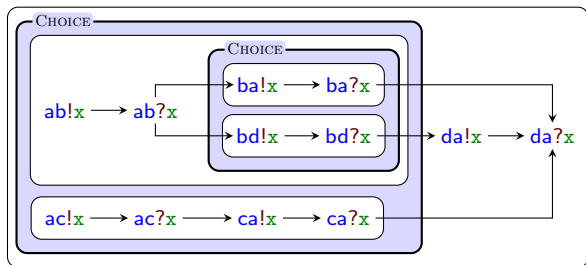 CHOICE
CHOICE
ba!x ba?x
ab!x ab?x
bd!x bd?x da!x da?x
ac!x ac?x ca!x ca?x